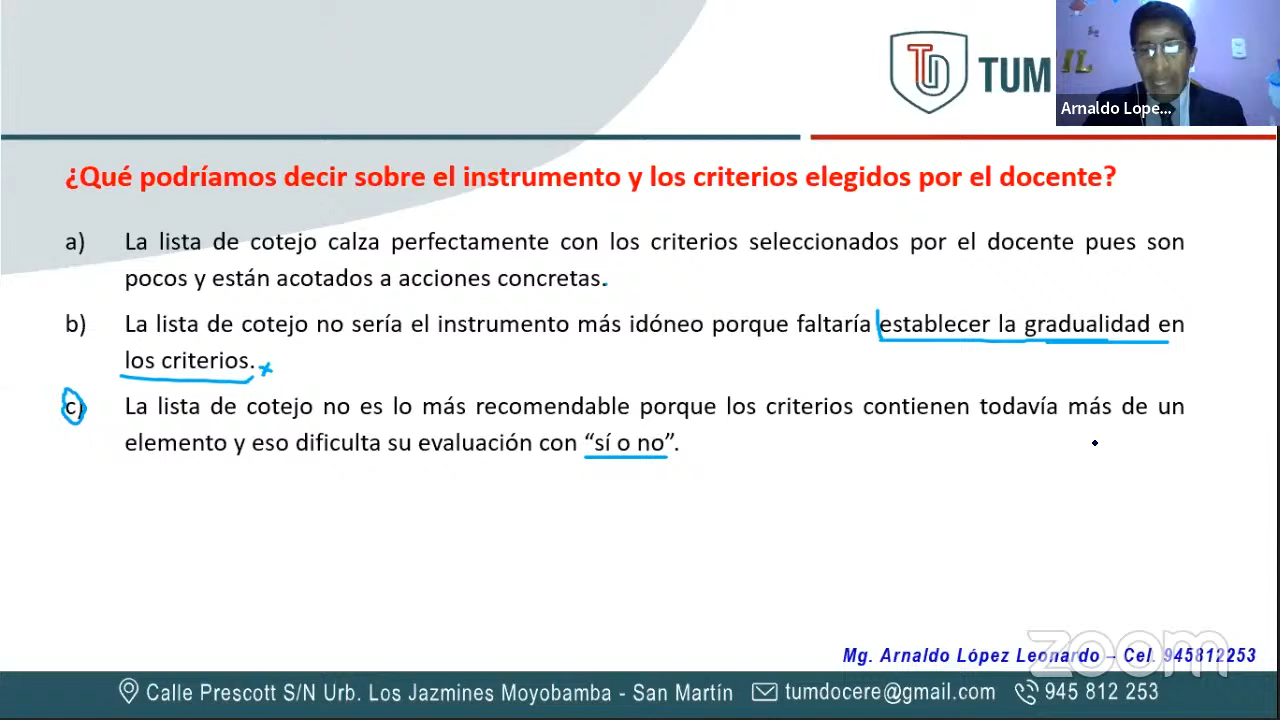 TUM
IL
Arnaldo Lope...
¿Qué podríamos decir sobre el instrumento y los criterios elegidos por el docente?
a) La lista de cotejo calza perfectamente con los criterios seleccionados por el docente pues son
pocos y están acotados a acciones concretas.
b) La lista de cotejo no sería el instrumento más idóneo porque faltaría establecer la gradualidad en
los criterios.
c) La lista de cotejo no es lo más recomendable porque los criterios contienen todavía más de un
elemento y eso dificulta su evaluación con “sí o no”.
zoom
Mg. Arnaldo López Leonardo – Cel. 945812253
Calle Prescott S/N Urb. Los Jazmines Moyobamba - San Martín tumdocere@gmail.com 945 812 253